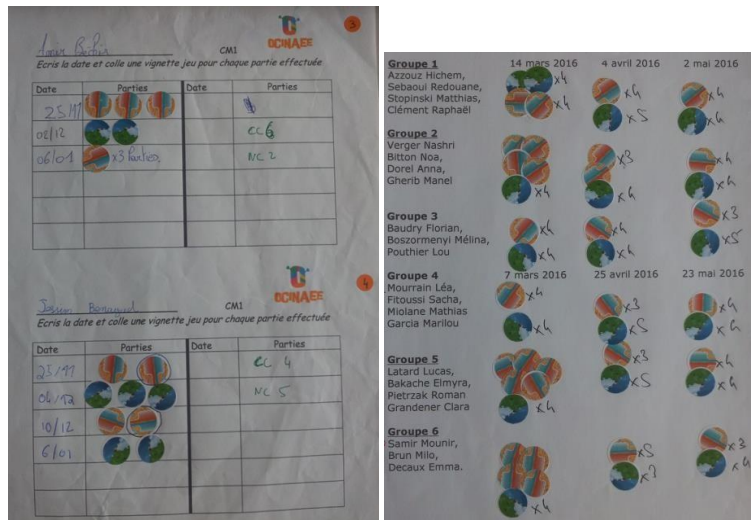 3
OCINAEE
CM1
Ecris la date et colle une vignette jeu pour chaque partie effectuée
Date Parties Date Parties
25/11
02/12 CC 6
06/01 x3 Parties NC 2
4
OCINAEE
CM1
Ecris la date et colle une vignette jeu pour chaque partie effectuée
Date Parties Date Parties
25/11 CC 4
04/12 NC 5
10/12
6/01
Groupe 1 14 mars 2016 4 avril 2016 2 mai 2016
Azzouz Hichem, x4
Sebaoui Redouane, x4 x4
Stopinski Matthias, x4
Clément Raphaël x5 x4
Groupe 2
Verger Nashri
Bitton Noa, x3 x4
Dorel Anna,
Gherib Manel x4 x4 x4
Groupe 3 x3
Baudry Florian, x4 x4
Boszormenyi Mélina, x5
Pouthier Lou x4 x4
Groupe 4 7 mars 2016 25 avril 2016 23 mai 2016
Mourrain Léa, x4
Fitoussi Sacha, x3 x4
Miolane Mathias x4 x5 x4
Garcia Marilou
Groupe 5 x3 x4
Latard Lucas,
Bakache Elmyra, x5 x4
Pietrzak Roman
Grandener Clara x4
Groupe 6
Samir Mounir, x5 x3
Brun Milo, x3 x4
Decaux Emma.
x4